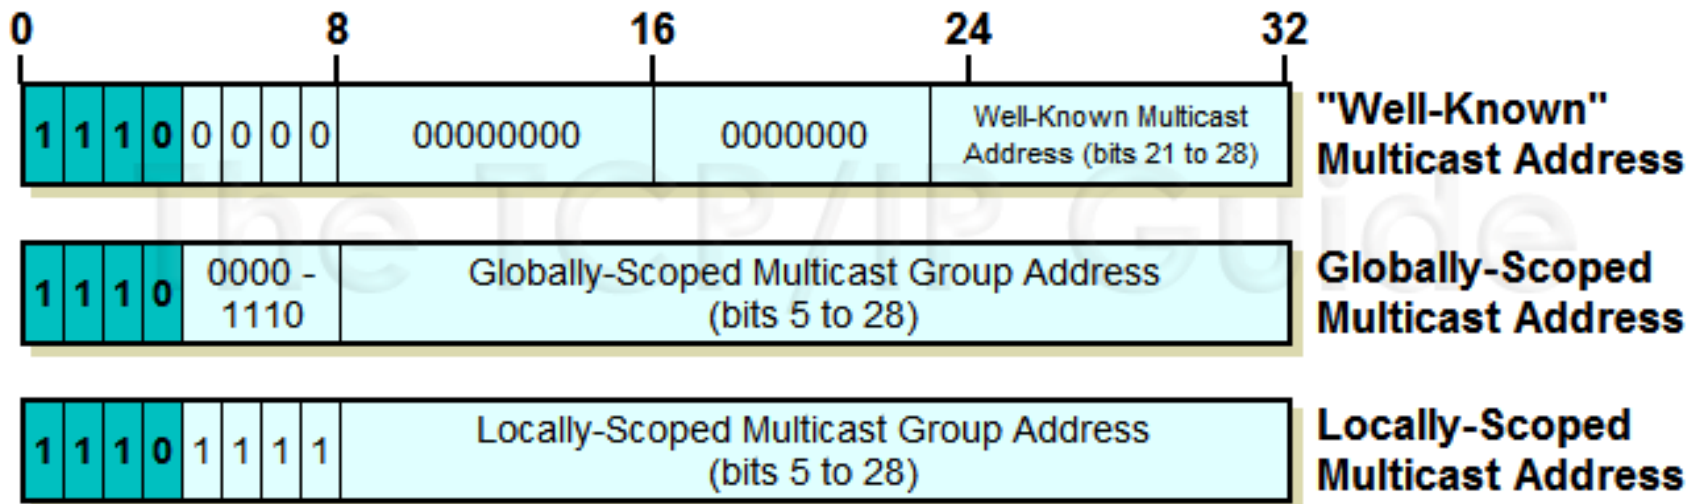 0 8 16 24 32
1 1 1 0 0 0 0 0 00000000 0000000 Well-Known Multicast
Address (bits 21 to 28)
"Well-Known"
Multicast Address
The TCP/IP Guide
1 1 1 0 0000 -
1110
Globally-Scoped Multicast Group Address
(bits 5 to 28)
Globally-Scoped
Multicast Address
1 1 1 0 1 1 1 1 Locally-Scoped Multicast Group Address
(bits 5 to 28)
Locally-Scoped
Multicast Address